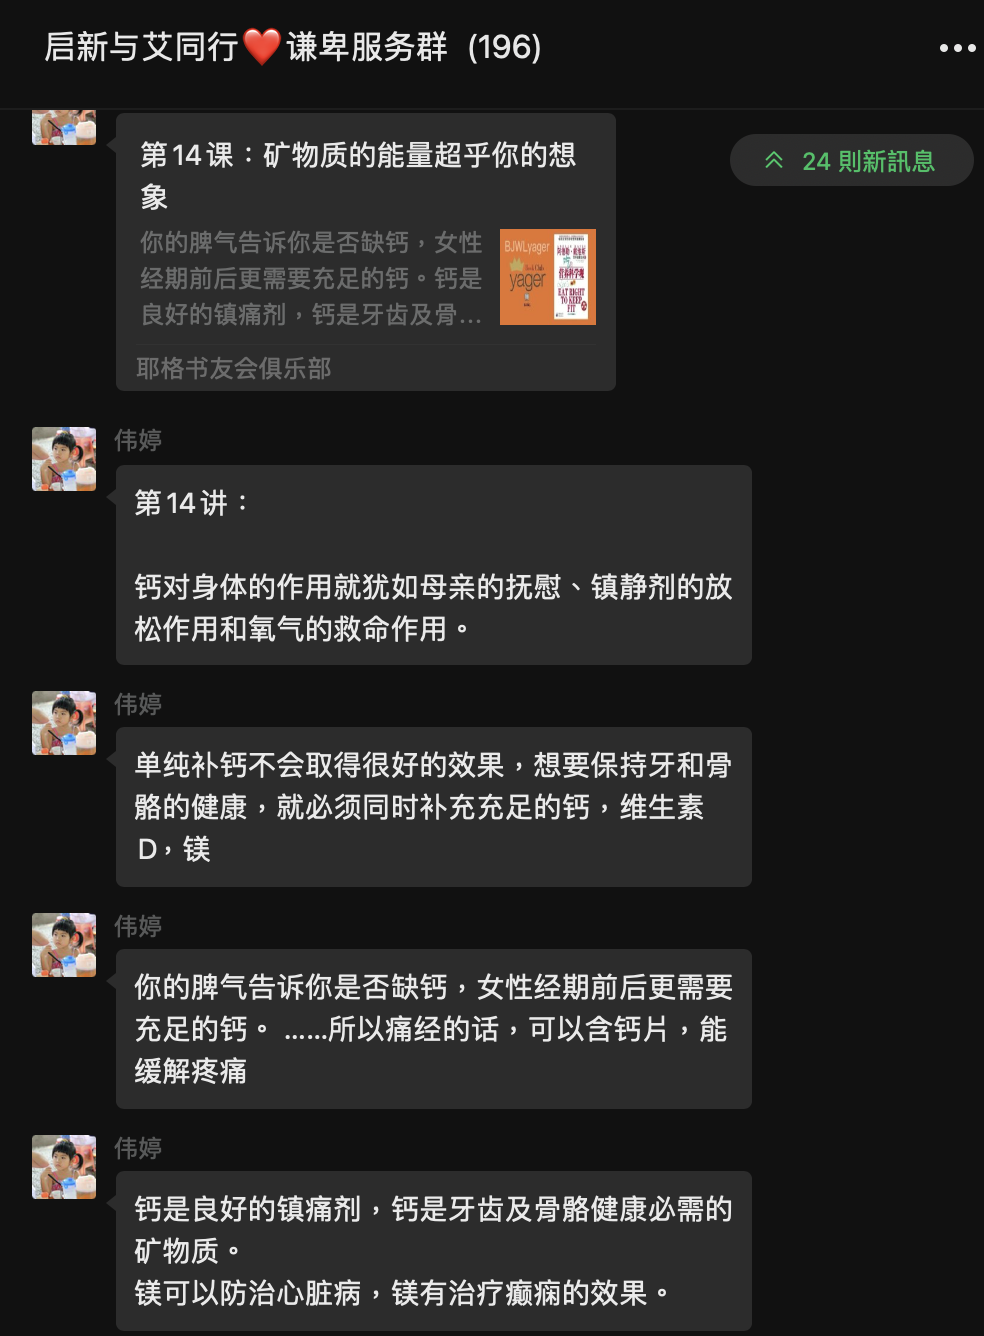 启新与艾同行❤️谦卑服务群 (196)
24 則新訊息
第14课：矿物质的能量超乎你的想
象
你的脾气告诉你是否缺钙，女性
经期前后更需要充足的钙。钙是
良好的镇痛剂，钙是牙齿及骨...
BJWLyager
yager
营养科学观
EAT RIGHT
TO KEEP
FIT
耶格书友会俱乐部
伟婷
第14讲：
钙对身体的作用就犹如母亲的抚慰、镇静剂的放
松作用和氧气的救命作用。
伟婷
单纯补钙不会取得很好的效果，想要保持牙和骨
骼的健康，就必须同时补充充足的钙，维生素
D，镁
伟婷
你的脾气告诉你是否缺钙，女性经期前后更需要
充足的钙。 ......所以痛经的话，可以含钙片，能
缓解疼痛
伟婷
钙是良好的镇痛剂，钙是牙齿及骨骼健康必需的
矿物质。
镁可以防治心脏病，镁有治疗癫痫的效果。